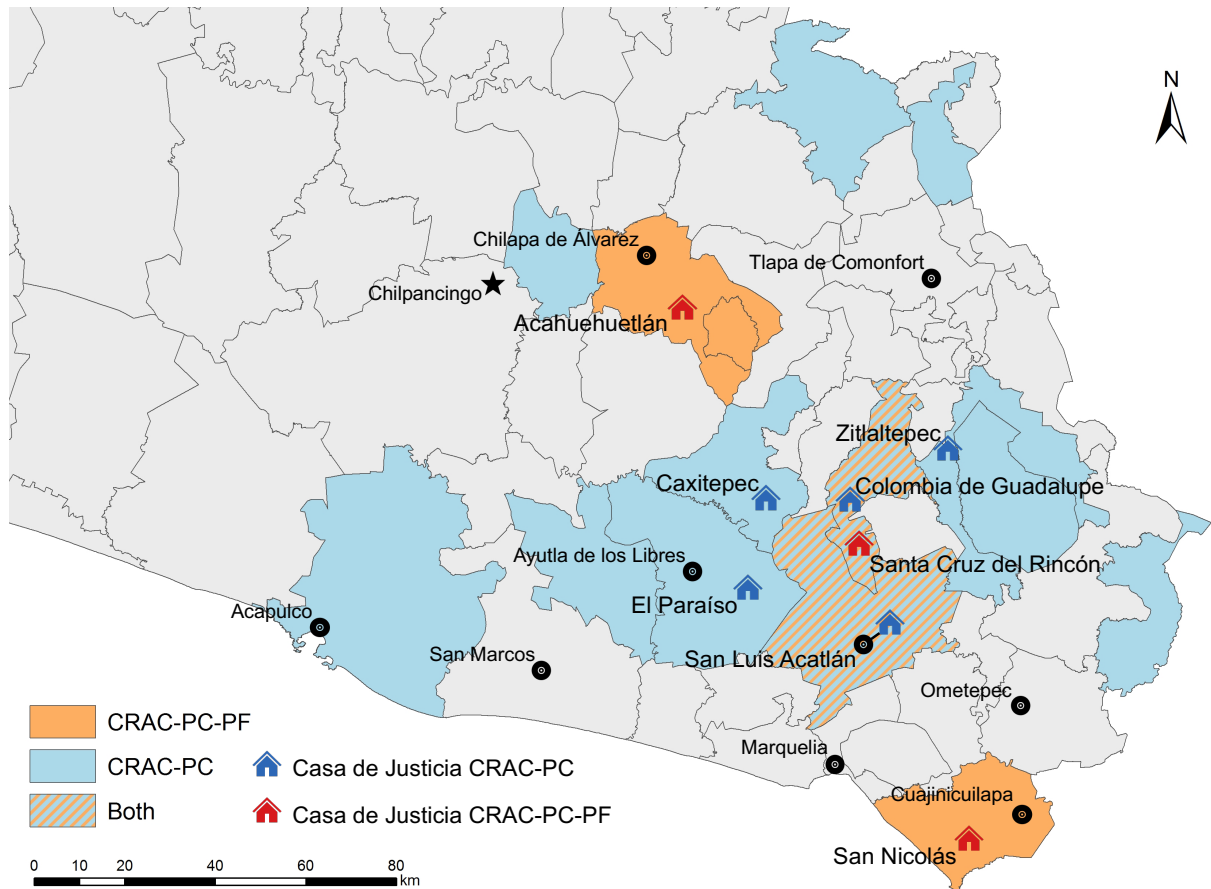 N
Chilapa de Álvarez
Tlapa de Comonfort
Chilpancingo
Acahuehuetlán
Zitlaltepec
Caxitepec
Colombia de Guadalupe
Ayutla de los Libres
Santa Cruz del Rincón
El Paraíso
Acapulco
San Marcos
San Luis Acatlán
Ometepec
CRAC-PC-PF
Marquelia
CRAC-PC
Casa de Justicia CRAC-PC
Both
Casa de Justicia CRAC-PC-PF
Cuajinicuilapa
San Nicolás
0 10 20 40 60 80
km